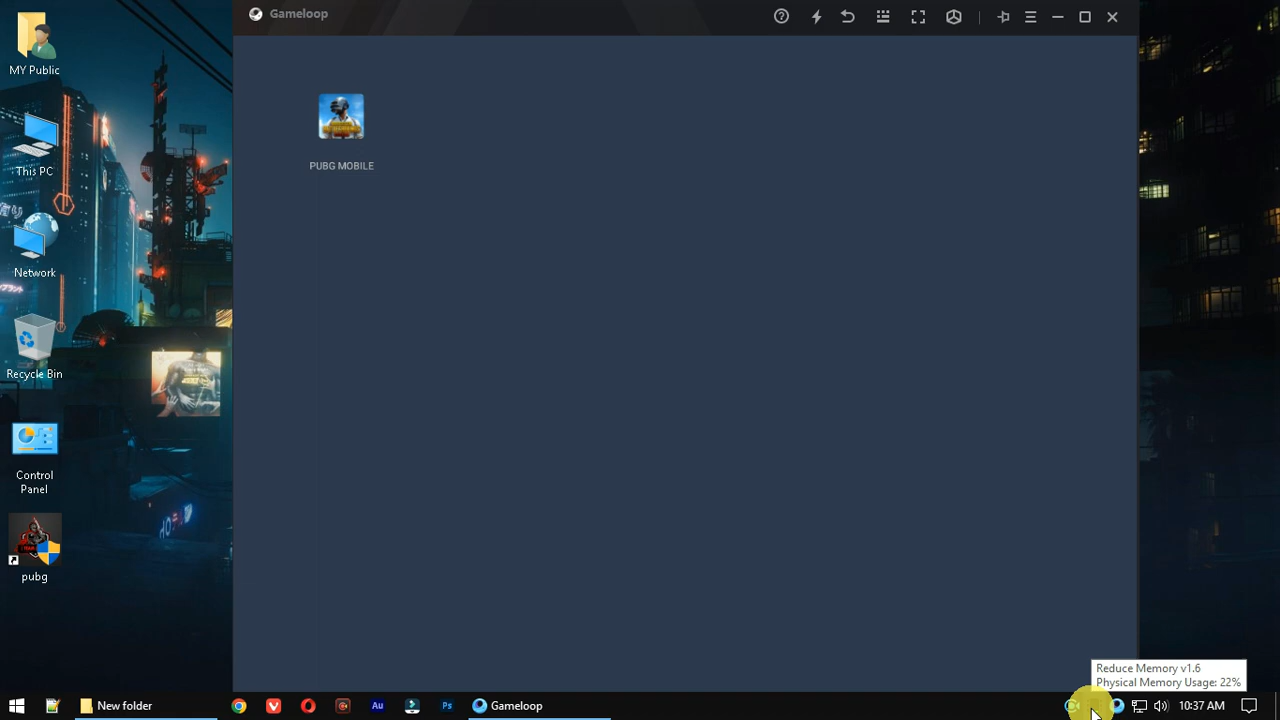 Gameloop
MY Public
PUBG MOBILE
This PC
Network
Recycle Bin
Control
Panel
pubg
Reduce Memory v1.6
Physical Memory Usage: 22%
New folder
Au
Ps
Gameloop
10:37 AM